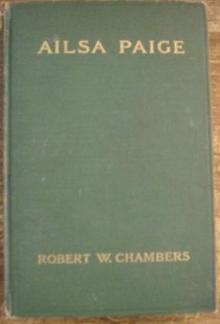 AILSA PAIGE
ROBERT W. CHAMBERS